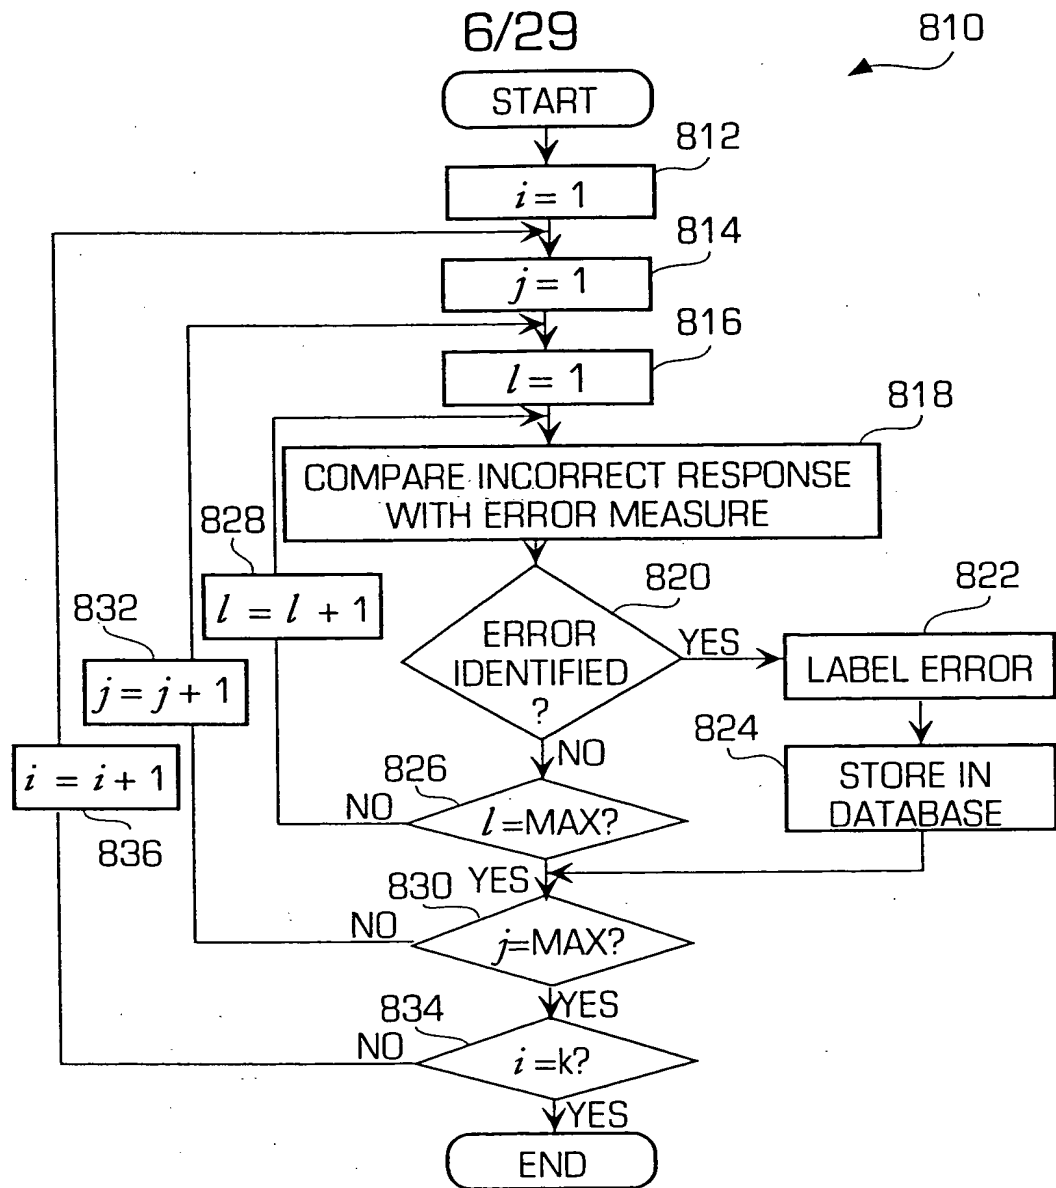 6/29
810
START
812
i = 1
814
j = 1
816
l = 1
818
COMPARE INCORRECT RESPONSE
WITH ERROR MEASURE
828
l = l + 1
820
ERROR
IDENTIFIED
?
YES
822
LABEL ERROR
832
j = j + 1
824
STORE IN
DATABASE
NO
i = i + 1
836
826
l=MAX?
NO
YES
830
j=MAX?
NO
YES
834
i=k?
NO
YES
END